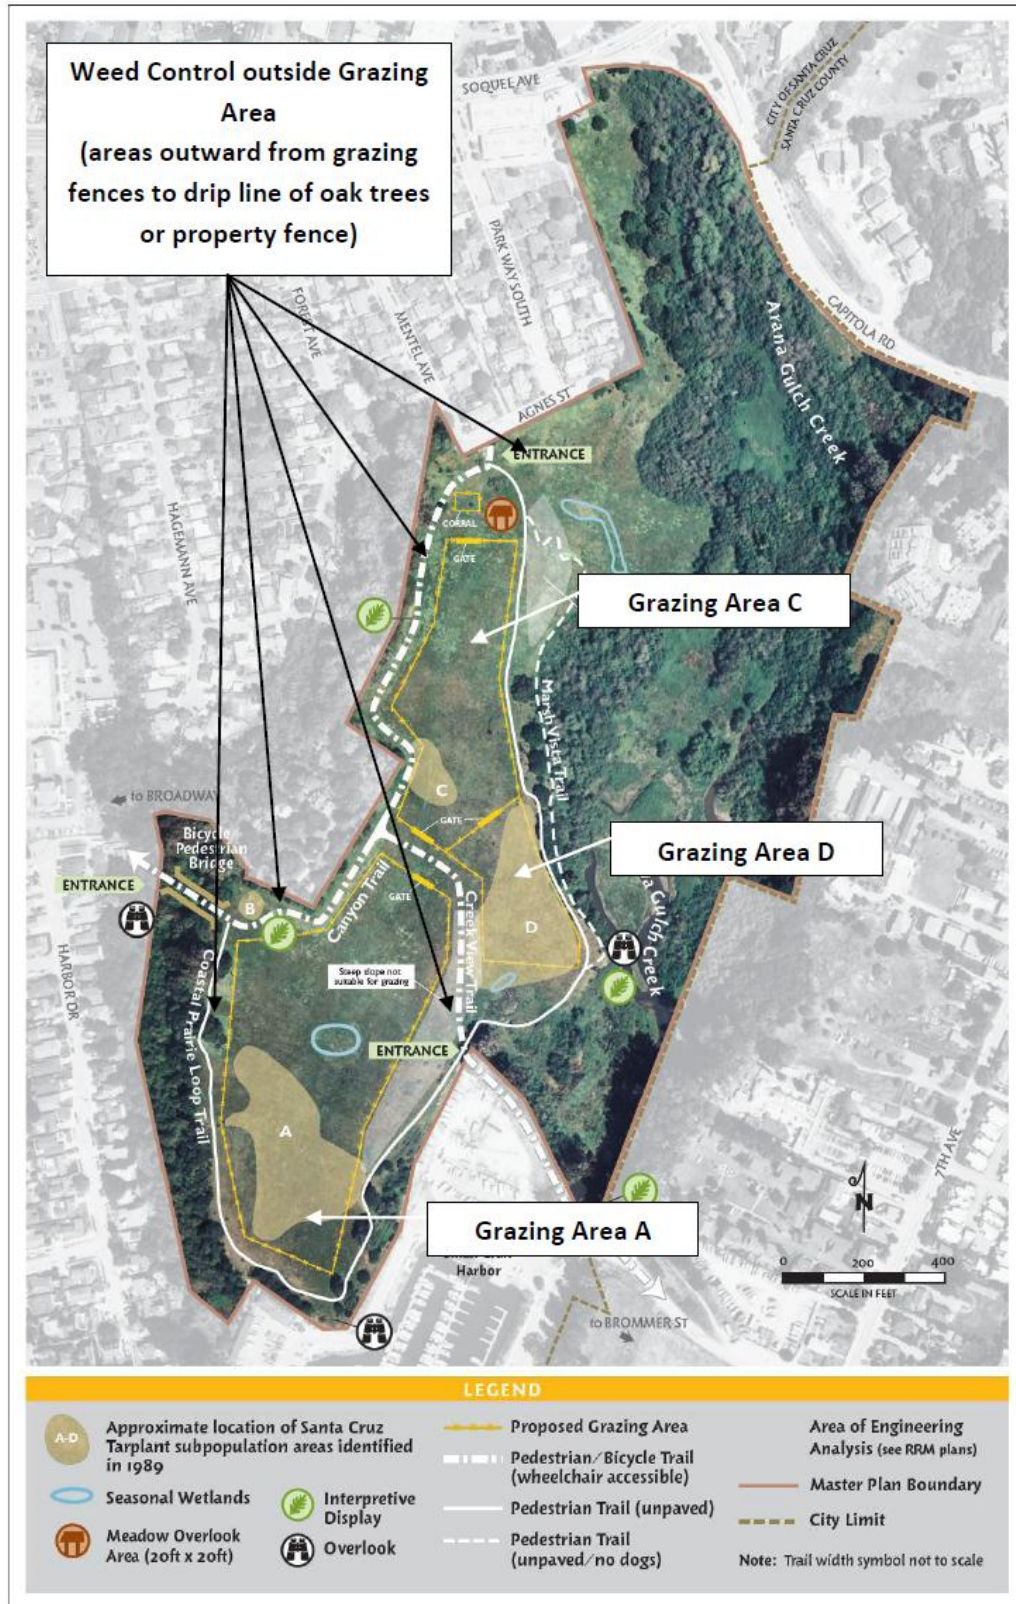 Weed Control outside Grazing
Area
(areas outward from grazing
fences to drip line of oak trees
or property fence)
SOQUEL AVE
CITY OF SANTA CRUZ
SANTA CRUZ COUNTY
PARK WAY SOUTH
FOREST AVE
MENTEL AVE
CAPITOLA RD
Arana Gulch Creek
AGNES ST
ENTRANCE
HAGEMANN AVE
CORRAL
GATE
Grazing Area C
Marsh Vista Trail
C
GATE
to BROADWAY
Bicycle
Pedestrian
Bridge
Grazing Area D
ENTRANCE
Canyon Trail
GATE
Creek View Trail
B
D
Gulch Creek
HARBOR DR
Coastal Prairie Loop Trail
Steep slope not
suitable for grazing
ENTRANCE
A
7TH AVE
N
Grazing Area A
Harbor
0 200 400
SCALE IN FEET
to BROMMER ST
LEGEND
A-D
Approximate location of Santa Cruz
Tarplant subpopulation areas identified
in 1989
Seasonal Wetlands
Meadow Overlook
Area (20ft x 20ft)
Interpretive
Display
Overlook
Proposed Grazing Area
Pedestrian/Bicycle Trail
(wheelchair accessible)
Pedestrian Trail (unpaved)
Pedestrian Trail
(unpaved/no dogs)
Area of Engineering
Analysis (see RRM plans)
Master Plan Boundary
City Limit
Note: Trail width symbol not to scale